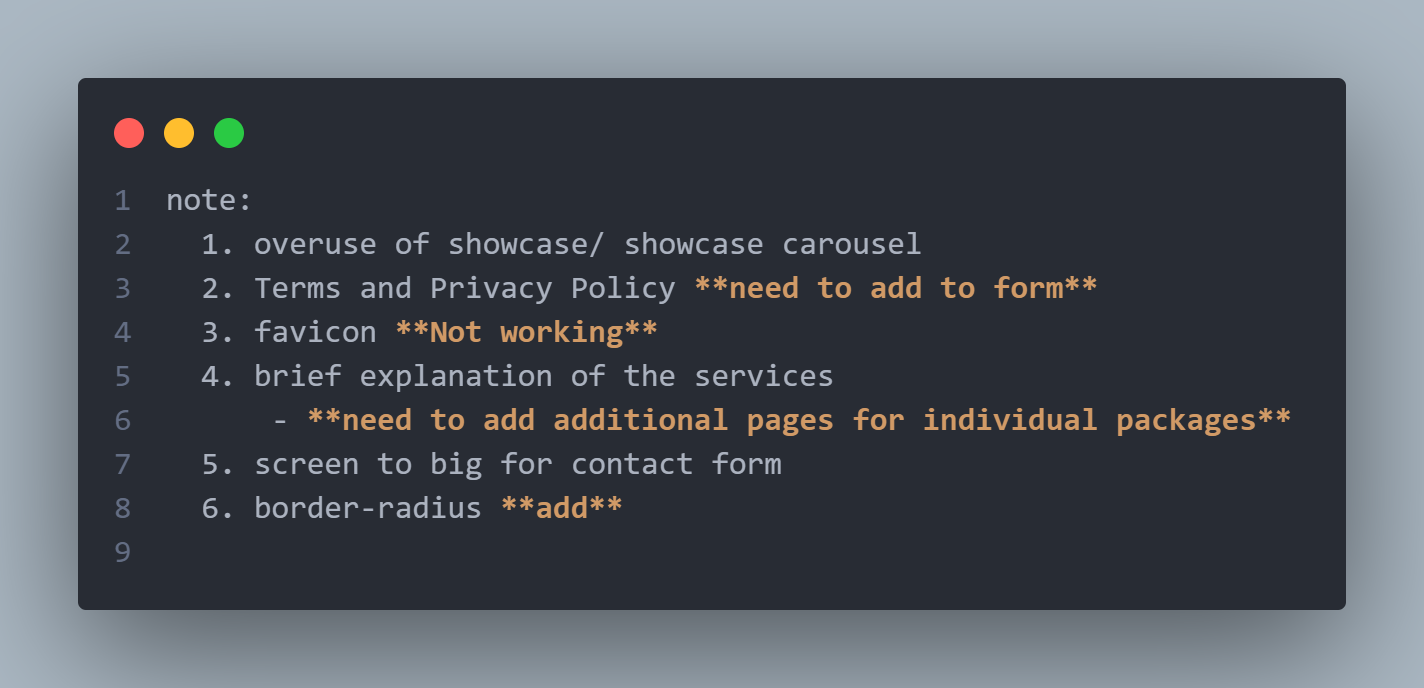 1 note:
2   1. overuse of showcase/ showcase carousel
3   2. Terms and Privacy Policy **need to add to form**
4   3. favicon **Not working**
5   4. brief explanation of the services
6       - **need to add additional pages for individual packages**
7   5. screen to big for contact form
8   6. border-radius **add**
9